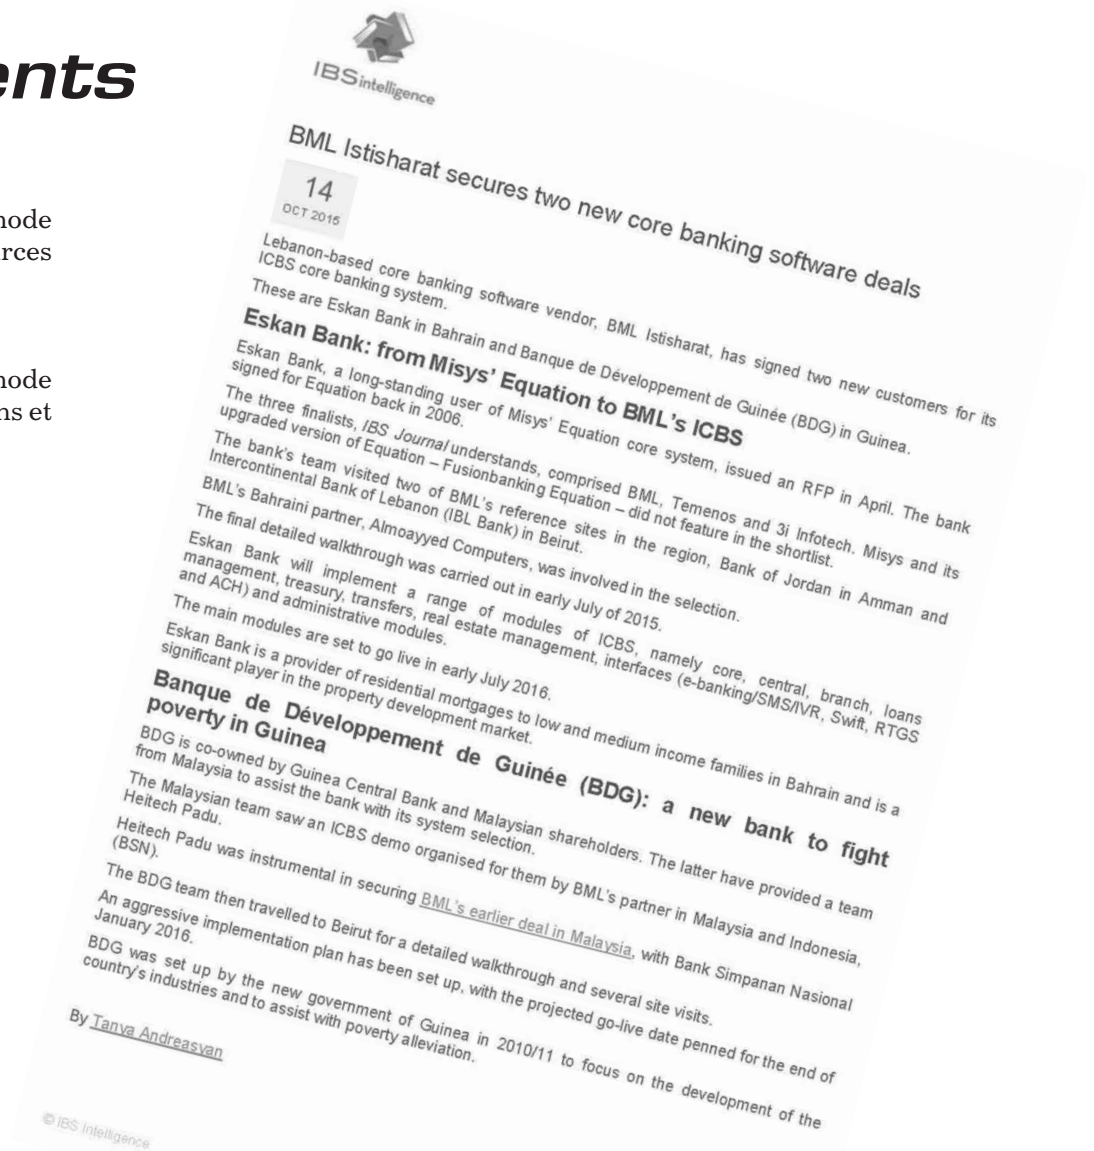 ents
node
rces
node
ns et
IBSintelligence
BML Istisharat secures two new core banking software deals
14
OCT 2015
Lebanon-based core banking software vendor, BML Istisharat, has signed two new customers for its
ICBS core banking system.
These are Eskan Bank in Bahrain and Banque de Développement de Guinée (BDG) in Guinea.
Eskan Bank: from Misys’ Equation to BML’s ICBS
Eskan Bank, a long-standing user of Misys’ Equation core system, issued an RFP in April. The bank
signed for Equation back in 2006.
The three finalists, IBS Journal understands, comprised BML, Temenos and 3i Infotech. Misys and its
upgraded version of Equation – Fusionbanking Equation – did not feature in the shortlist.
The bank’s team visited two of BML’s reference sites in the region, Bank of Jordan in Amman and
Intercontinental Bank of Lebanon (IBL Bank) in Beirut.
BML’s Bahraini partner, Almoayyed Computers, was involved in the selection.
The final detailed walkthrough was carried out in early July of 2015.
Eskan Bank will implement a range of modules of ICBS, namely core, central, branch, loans
management, treasury, transfers, real estate management, interfaces (e-banking/SMS/IVR, Swift, RTGS
and ACH) and administrative modules.
The main modules are set to go live in early July 2016.
Eskan Bank is a provider of residential mortgages to low and medium income families in Bahrain and is a
significant player in the property development market.
Banque de Développement de Guinée (BDG): a new bank to fight
poverty in Guinea
BDG is co-owned by Guinea Central Bank and Malaysian shareholders. The latter have provided a team
from Malaysia to assist the bank with its system selection.
The Malaysian team saw an ICBS demo organised for them by BML’s partner in Malaysia and Indonesia,
Heitech Padu.
Heitech Padu was instrumental in securing BML’s earlier deal in Malaysia, with Bank Simpanan Nasional
(BSN).
The BDG team then travelled to Beirut for a detailed walkthrough and several site visits.
An aggressive implementation plan has been set up, with the projected go-live date penned for the end of
January 2016.
BDG was set up by the new government of Guinea in 2010/11 to focus on the development of the
country’s industries and to assist with poverty alleviation.
By Tanya Andreasyan
© IBS Intelligence